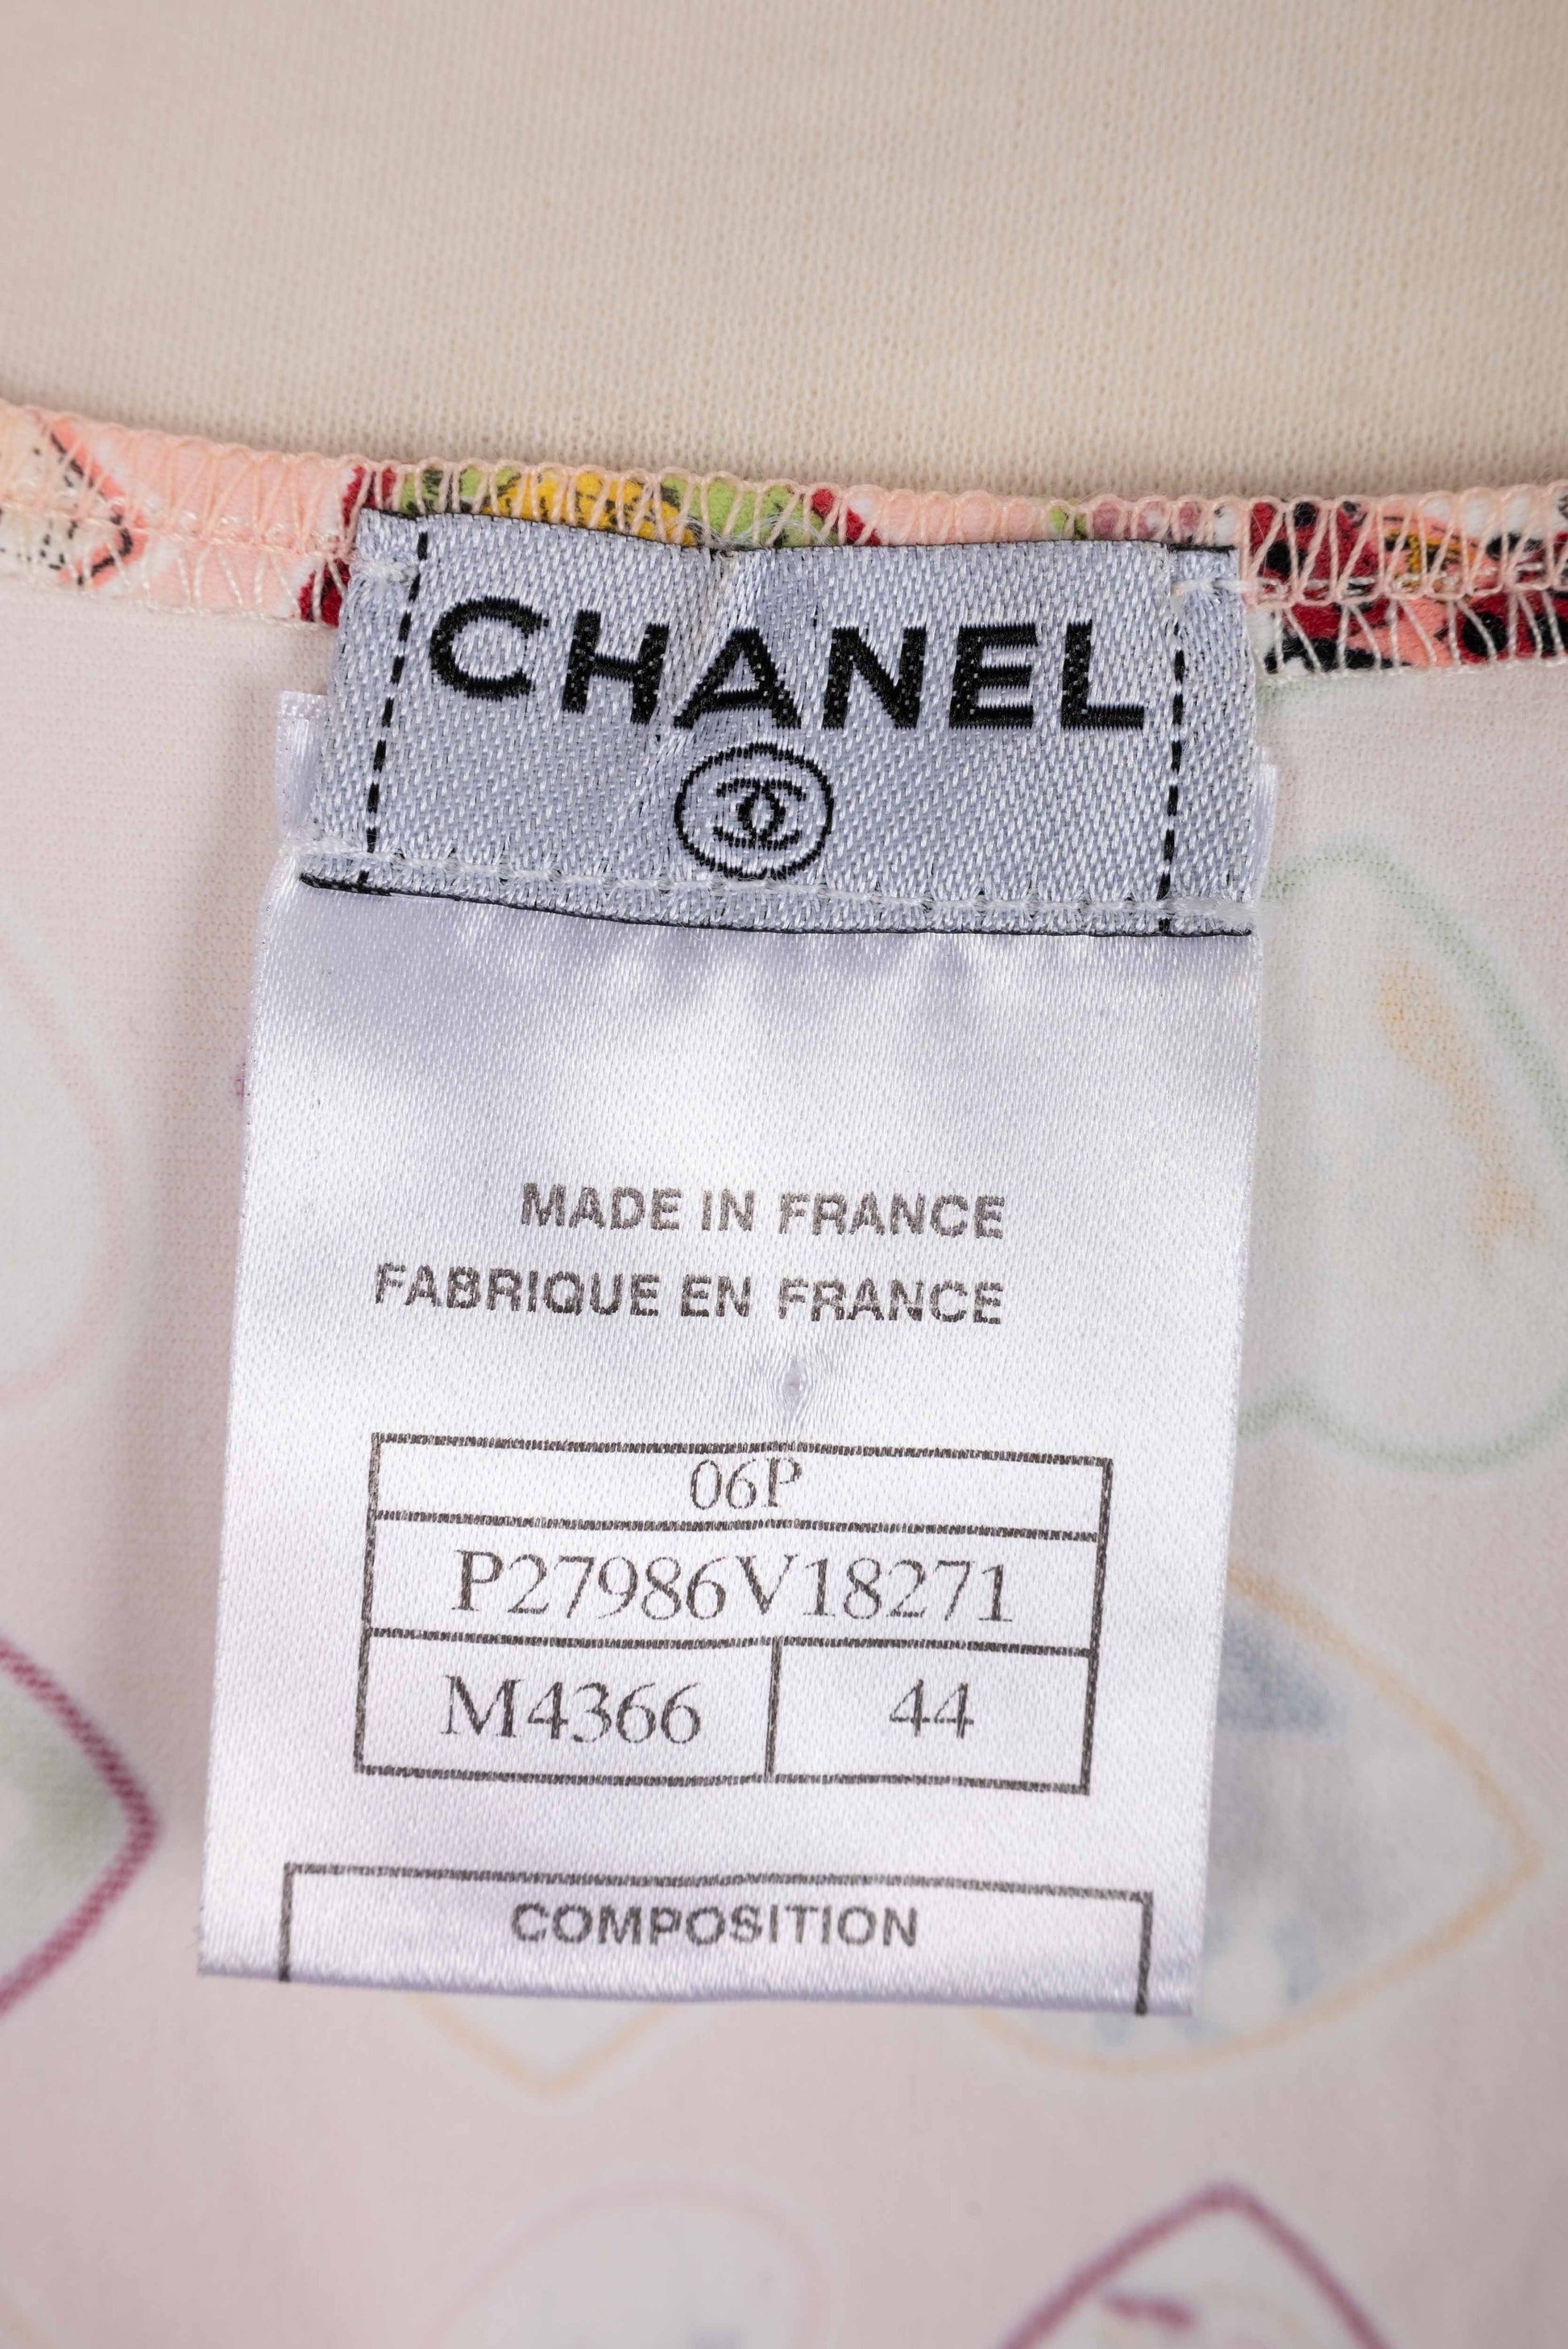 CHANEL
MADE IN FRANCE
FABRIQUE EN FRANCE
06P
P27986V18271
M4366 44
COMPOSITION